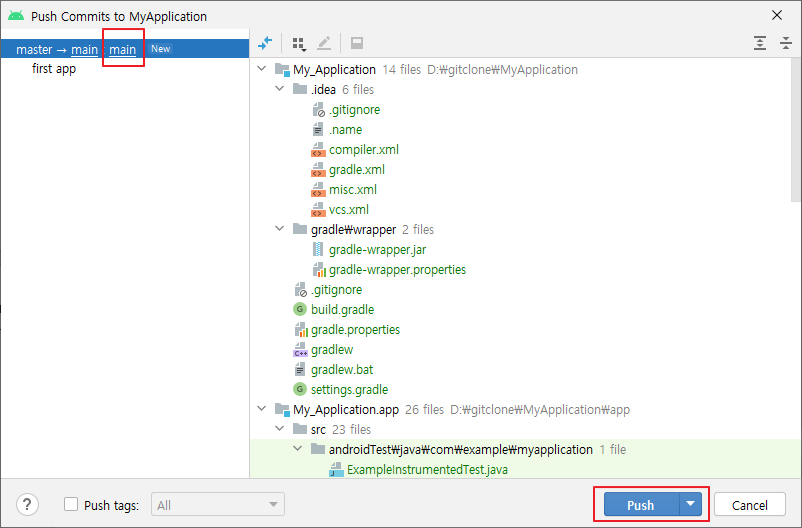 Push Commits to MyApplication
master → main : main New
first app
My_Application 14 files D:₩gitclone₩MyApplication
.idea 6 files
.gitignore
.name
compiler.xml
gradle.xml
misc.xml
vcs.xml
gradle₩wrapper 2 files
gradle-wrapper.jar
gradle-wrapper.properties
.gitignore
build.gradle
gradle.properties
gradlew
gradlew.bat
settings.gradle
My_Application.app 26 files D:₩gitclone₩MyApplication₩app
src 23 files
androidTest₩java₩com₩example₩myapplication 1 file
ExampleInstrumentedTest.java
? Push tags: All Push Cancel